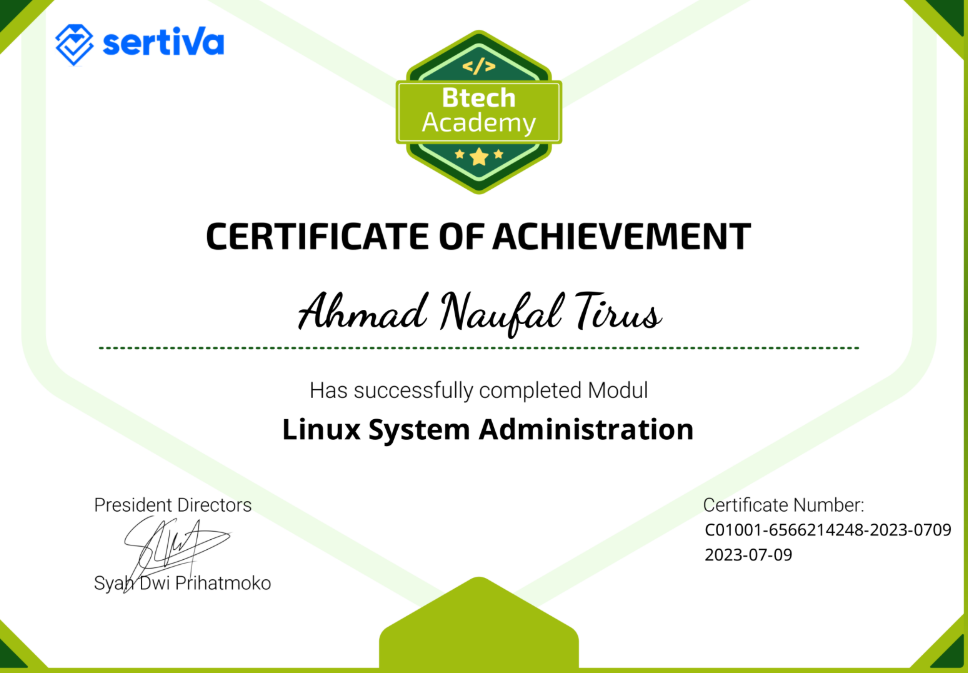 sertiVa
</>
Btech
Academy
CERTIFICATE OF ACHIEVEMENT
Ahmad Naufal Tirus
Has successfully completed Modul
Linux System Administration
President Directors
Syah Dwi Prihatmoko
Certificate Number:
C01001-6566214248-2023-0709
2023-07-09